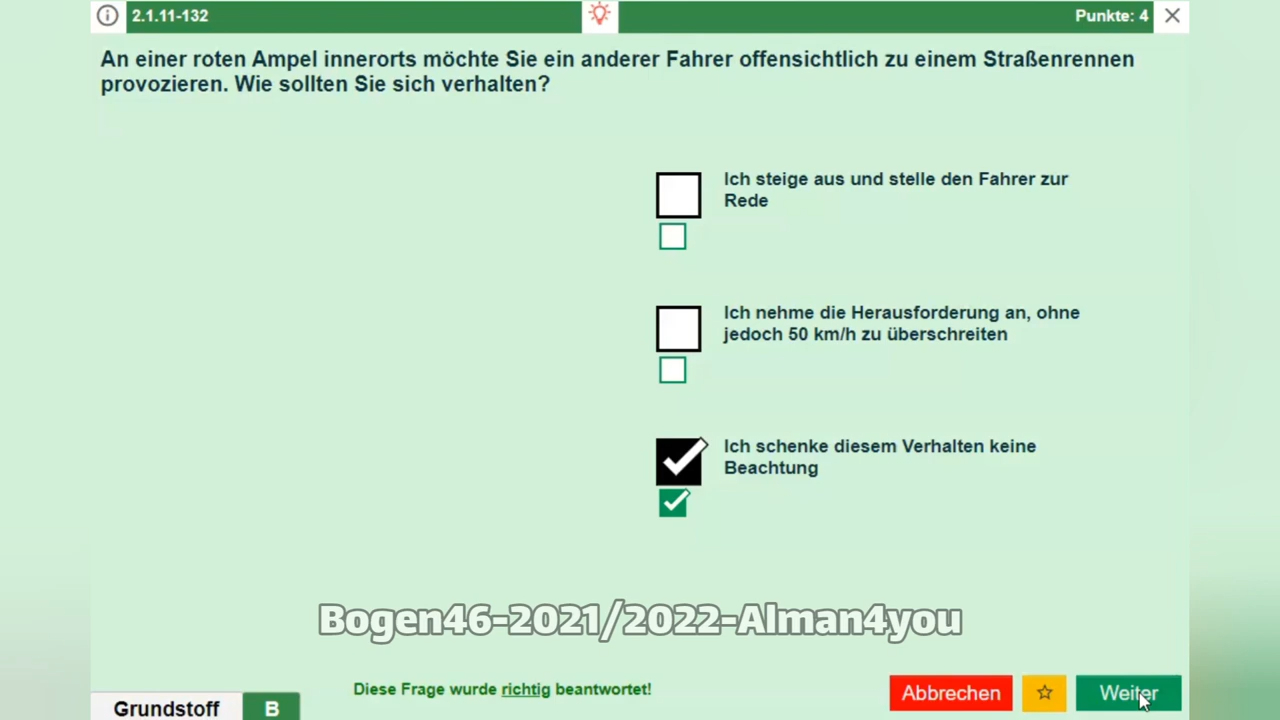 2.1.11-132
Punkte: 4
An einer roten Ampel innerorts möchte Sie ein anderer Fahrer offensichtlich zu einem Straßenrennen
provozieren. Wie sollten Sie sich verhalten?
Ich steige aus und stelle den Fahrer zur
Rede
Ich nehme die Herausforderung an, ohne
jedoch 50 km/h zu überschreiten
Ich schenke diesem Verhalten keine
Beachtung
Bogen46-2021/2022-Alman4you
Diese Frage wurde richtig beantwortet!
Abbrechen
Weiter
Grundstoff
B